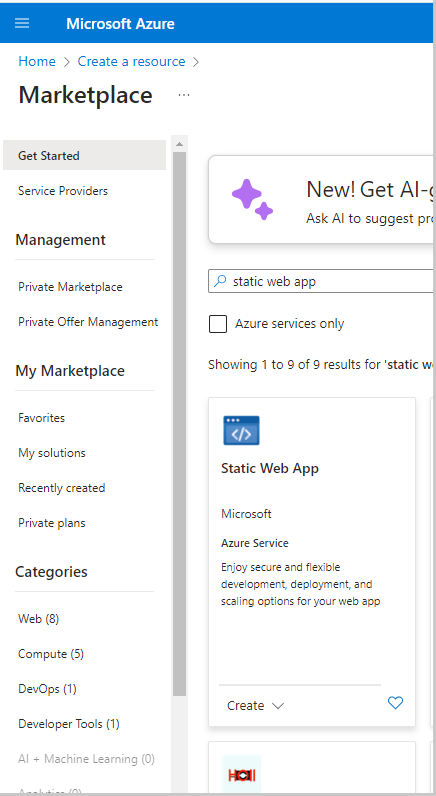 Microsoft Azure
Home > Create a resource >
Marketplace ...
Get Started
Service Providers
Management
Private Marketplace
Private Offer Management
My Marketplace
Favorites
My solutions
Recently created
Private plans
Categories
Web (8)
Compute (5)
DevOps (1)
Developer Tools (1)
AI + Machine Learning (0)
Analytics (0)
New! Get AI-g
Ask AI to suggest pro
static web app
Azure services only
Showing 1 to 9 of 9 results for 'static w
Static Web App
Microsoft
Azure Service
Enjoy secure and flexible
development, deployment, and
scaling options for your web app
Create